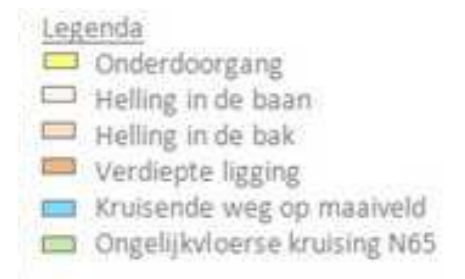 Legenda
Onderdoorgang
Helling in de baan
Helling in de bak
Verdiepte ligging
Kruisende weg op maaiveld
Ongelijkvloerse kruising N65